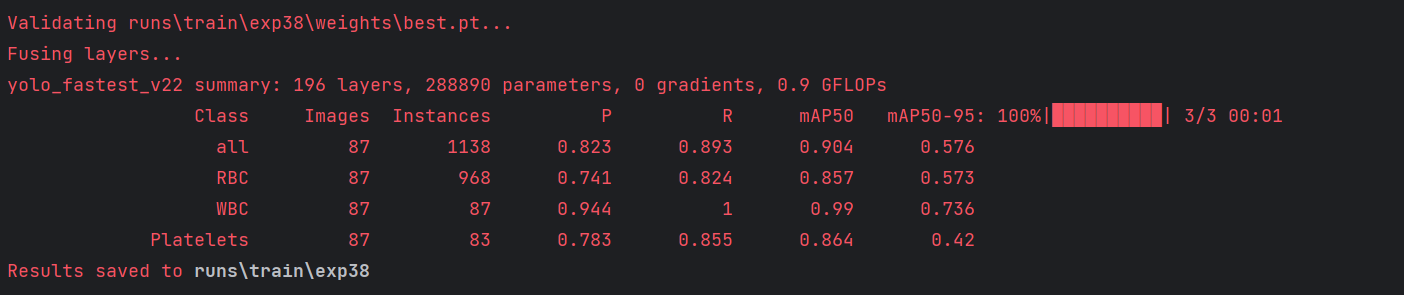 Validating runs\train\exp38\weights\best.pt...
Fusing layers...
yolo_fastest_v22 summary: 196 layers, 288890 parameters, 0 gradients, 0.9 GFLOPs
Class Images Instances P R mAP50 mAP50-95: 100%|██████████| 3/3 00:01
all 87 1138 0.823 0.893 0.904 0.576
RBC 87 968 0.741 0.824 0.857 0.573
WBC 87 87 0.944 1 0.99 0.736
Platelets 87 83 0.783 0.855 0.864 0.42
Results saved to runs\train\exp38